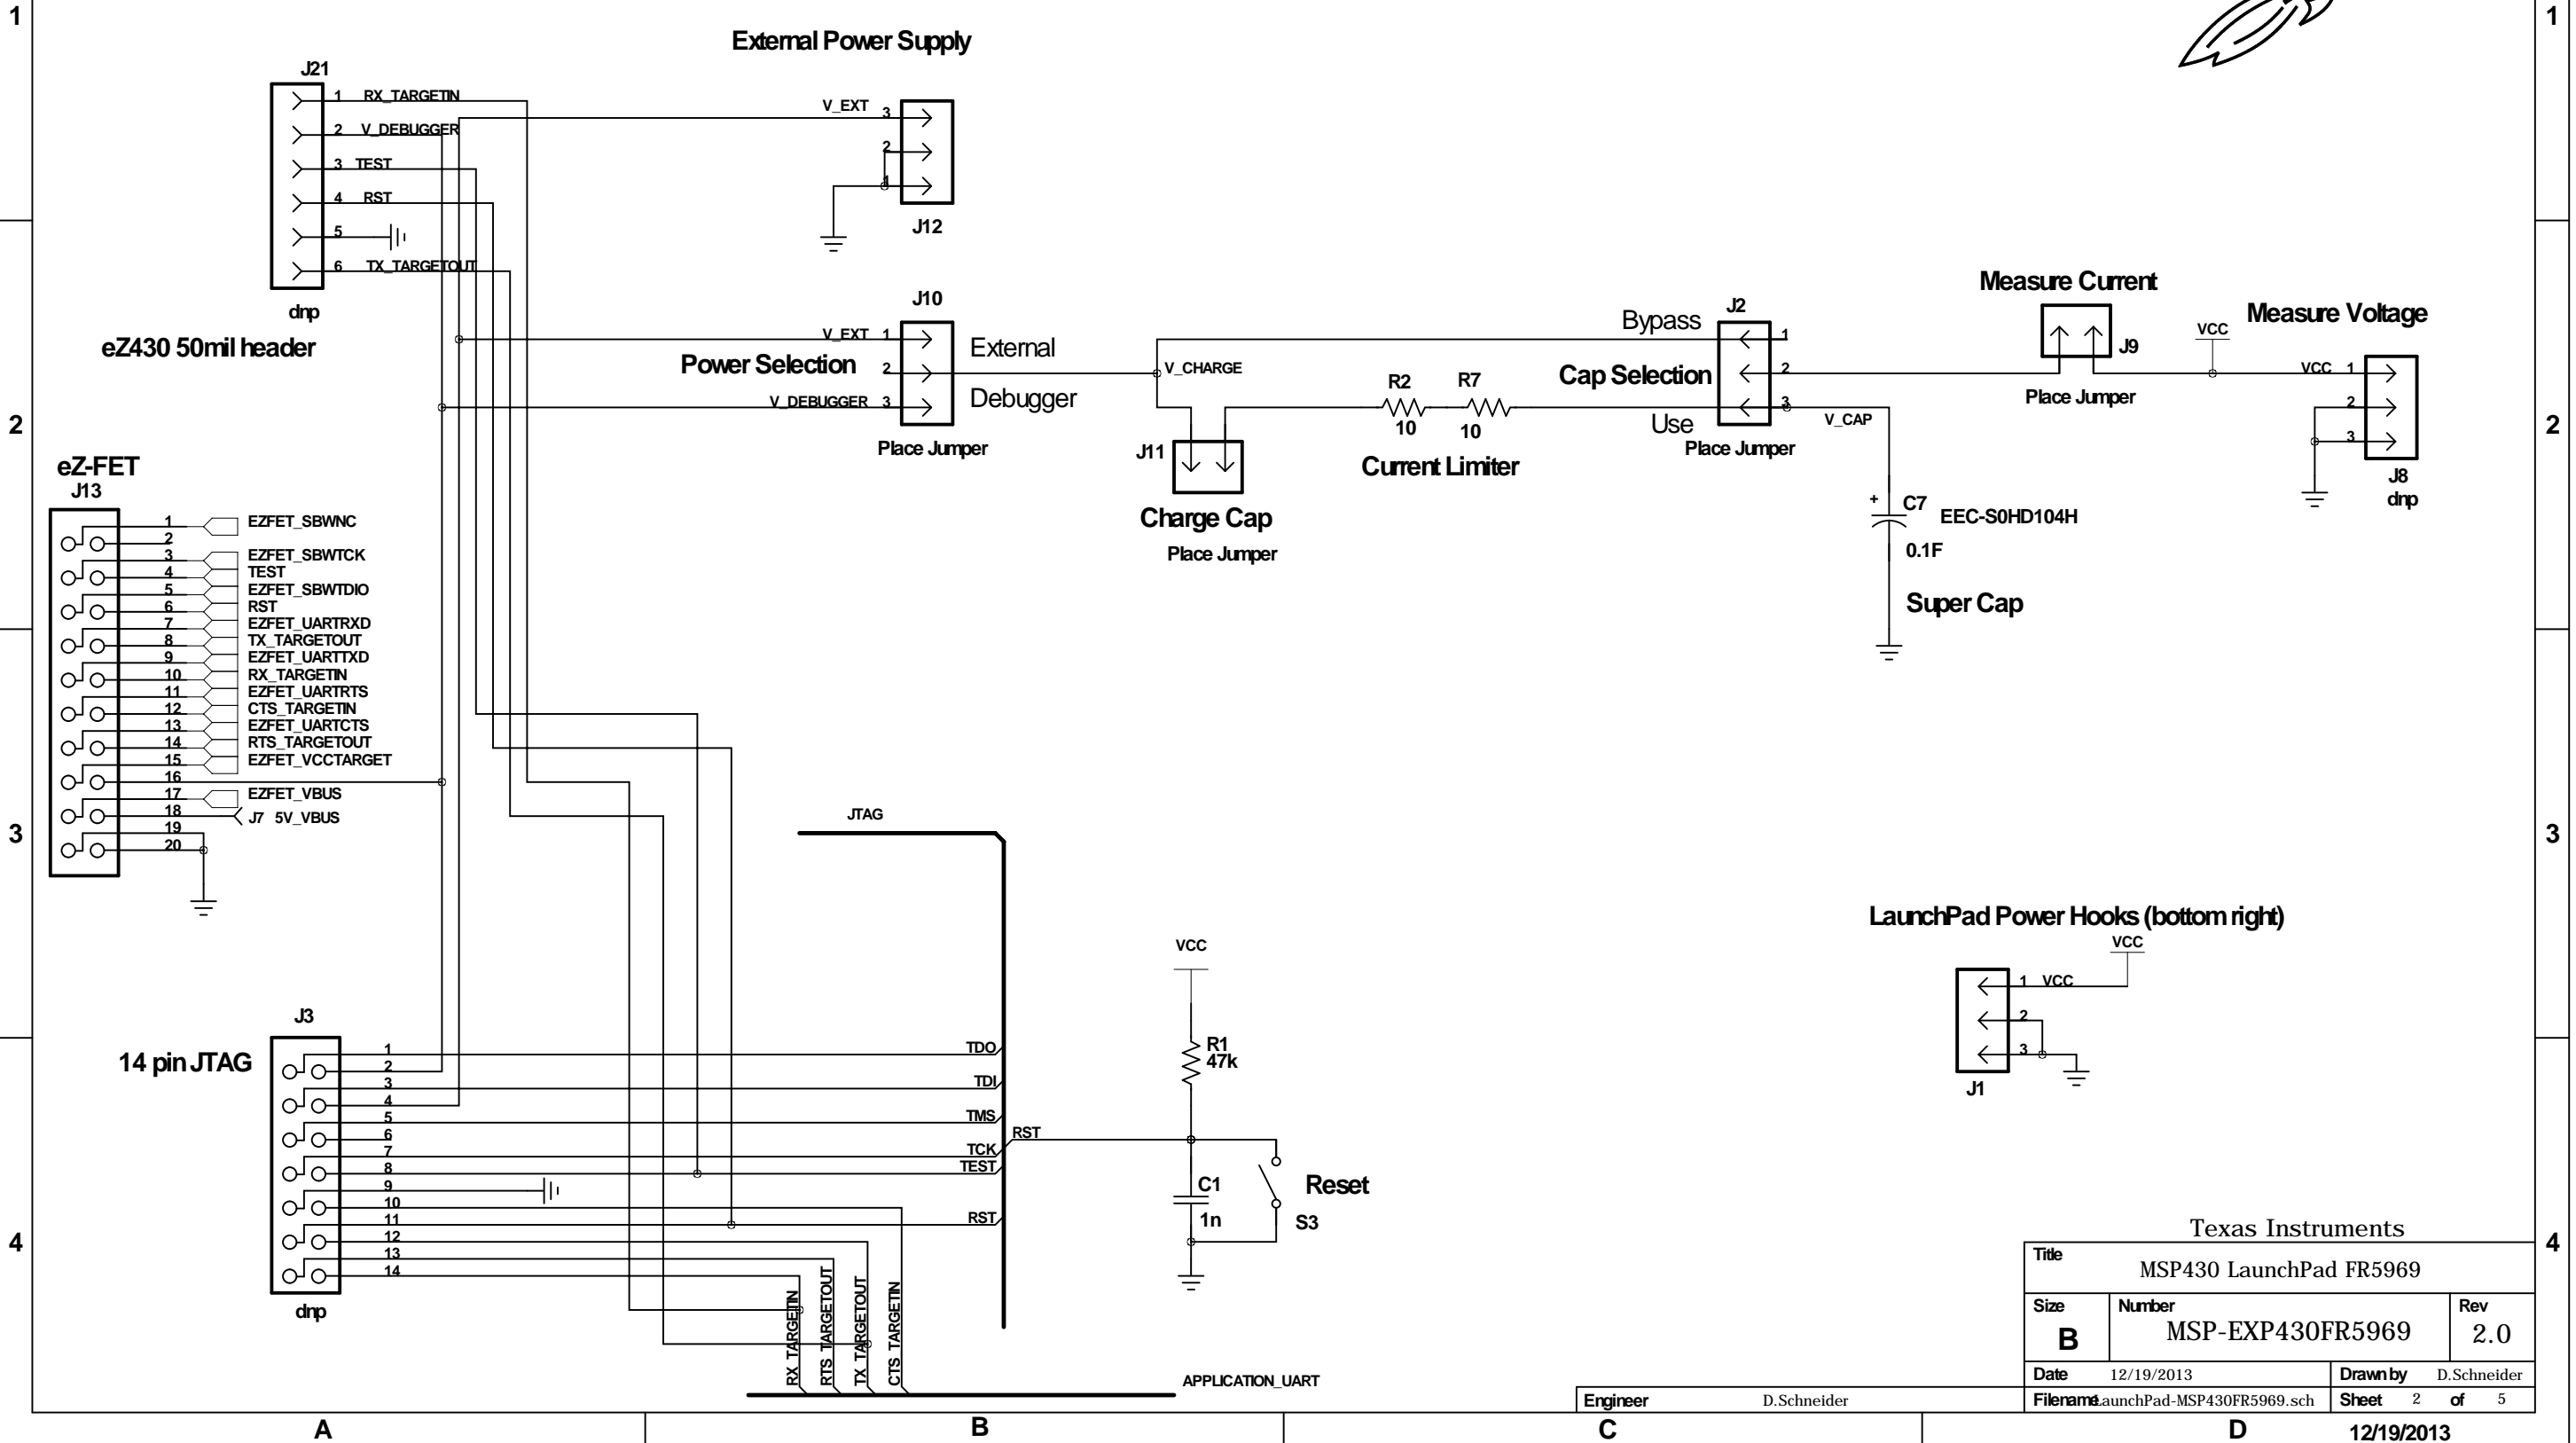 1
1
External Power Supply
J21
1 RX_TARGETIN
2 V_DEBUGGER
3 TEST
4 RST
5
6 TX_TARGETOUT
dnp
eZ430 50mil header
V_EXT 3
2
1
J12
J10
V_EXT 1
External
Power Selection 2
V_CHARGE
V_DEBUGGER 3
Debugger
Place Jumper
J11
Charge Cap
Place Jumper
R2
10
R7
10
Current Limiter
J2
Bypass
1
Cap Selection
2
3
Use
V_CAP
Place Jumper
+ C7
EEC-S0HD104H
0.1F
Super Cap
Measure Current
J9
Place Jumper
VCC
Measure Voltage
VCC 1
2
3
J8
dnp
2
2
eZ-FET
J13
1 EZFET_SBWNC
2
3 EZFET_SBWTCK
4 TEST
5 EZFET_SBWTDIO
6 RST
7 EZFET_UARTRXD
8 TX_TARGETOUT
9 EZFET_UARTTXD
10 RX_TARGETIN
11 EZFET_UARTRTS
12 CTS_TARGETIN
13 EZFET_UARTCTS
14 RTS_TARGETOUT
15 EZFET_VCCTARGET
16
17 EZFET_VBUS
18 J7 5V_VBUS
19
20
3
3
JTAG
LaunchPad Power Hooks (bottom right)
VCC
1 VCC
2
3
J1
J3
14 pin JTAG
1 TDO
2
3 TDI
4
5 TMS
6
7 TCK
8 TEST
9
10
11 RST
12
13
14
dnp
RX_TARGETIN
RTS_TARGETOUT
TX_TARGETOUT
CTS_TARGETIN
APPLICATION_UART
VCC
R1
47k
RST
C1
1n
Reset
S3
4
4
Texas Instruments
Title
MSP430 LaunchPad FR5969
Size
B
Number
MSP-EXP430FR5969
Rev
2.0
Date 12/19/2013
Drawn by D.Schneider
Engineer D.Schneider
Filename LaunchPad-MSP430FR5969.sch
Sheet 2 of 5
A
B
C
D
12/19/2013